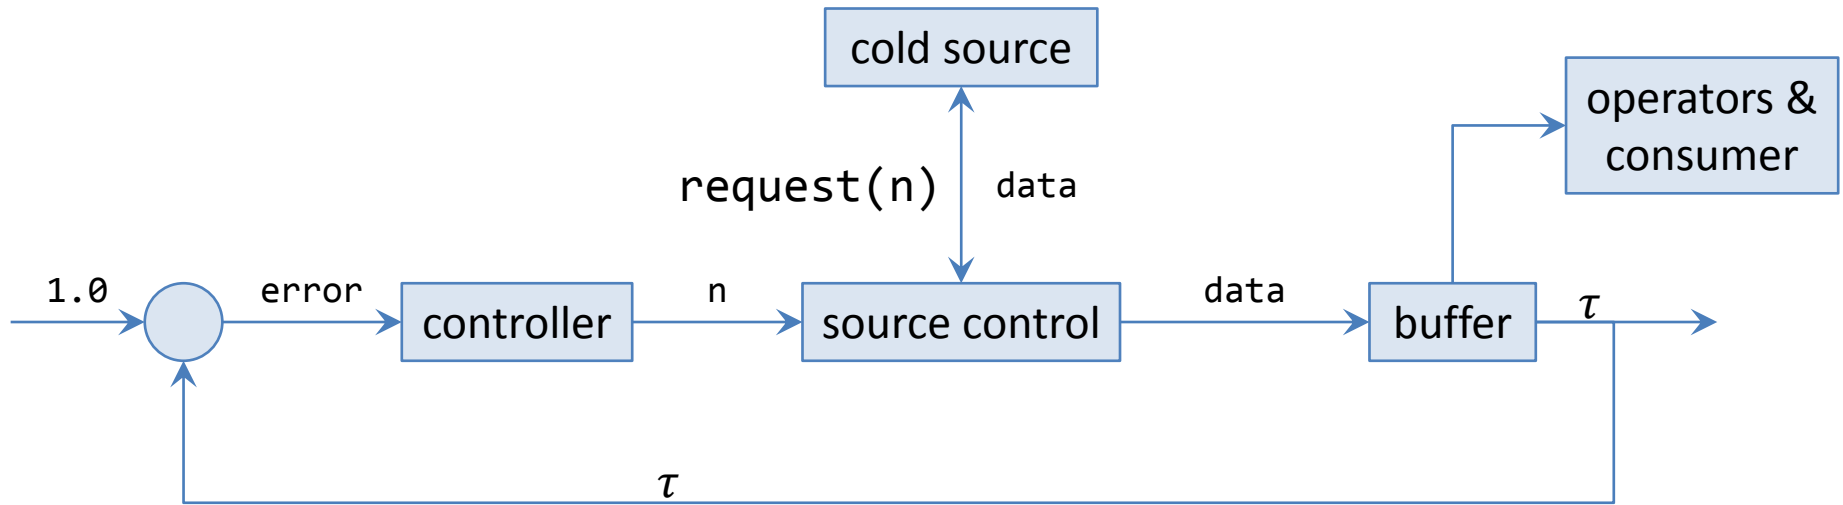 cold source
operators &
consumer
request(n)
data
1.0
error
controller
n
source control
data
buffer
τ
τ